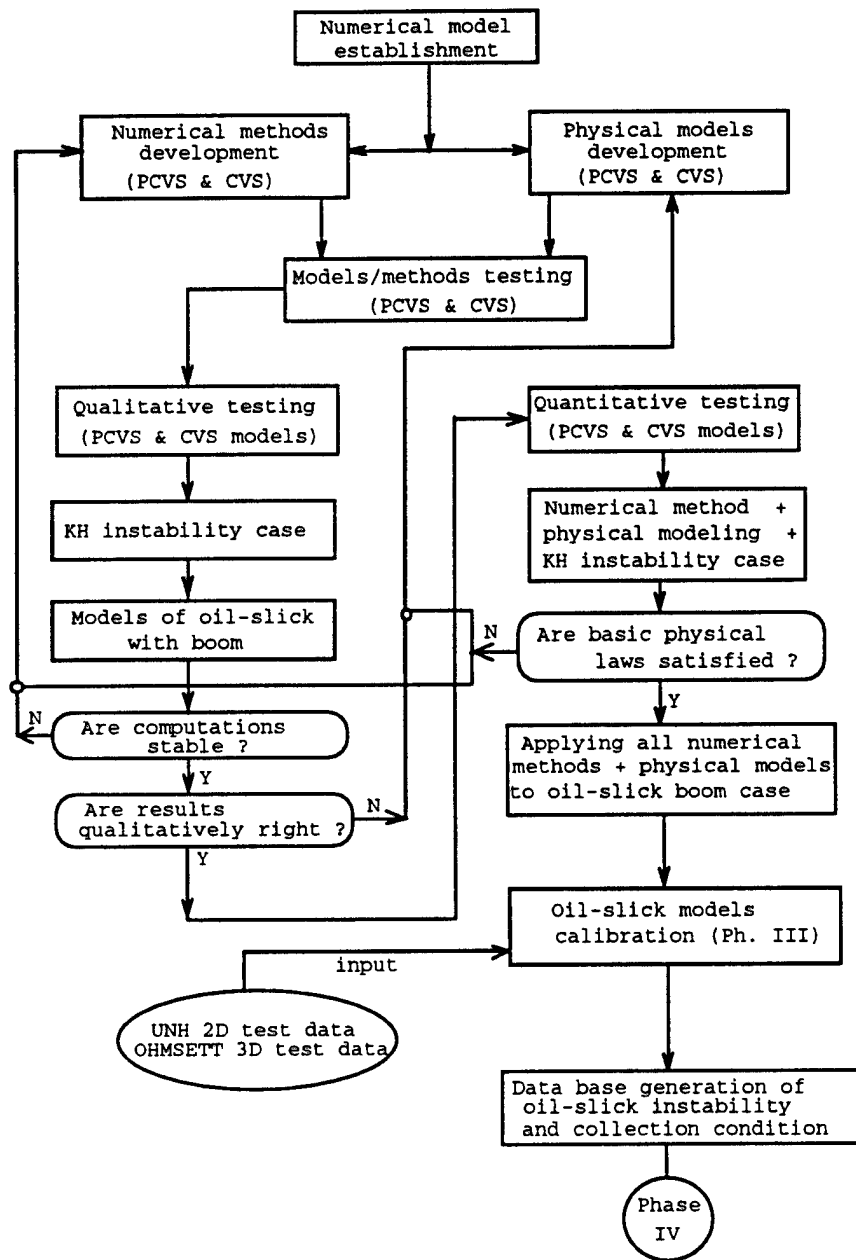 Numerical model
establishment
Numerical methods
development
(PCVS & CVS)
Physical models
development
(PCVS & CVS)
Models/methods testing
(PCVS & CVS)
Qualitative testing
(PCVS & CVS models)
KH instability case
Models of oil-slick
with boom
N
Are computations
stable ?
Y
Are results
qualitatively right ?
N
Y
Quantitative testing
(PCVS & CVS models)
Numerical method +
physical modeling +
KH instability case
N
Are basic physical
laws satisfied ?
Y
Applying all numerical
methods + physical models
to oil-slick boom case
Oil-slick models
calibration (Ph. III)
input
UNH 2D test data
OHMSETT 3D test data
Data base generation of
oil-slick instability
and collection condition
Phase
IV